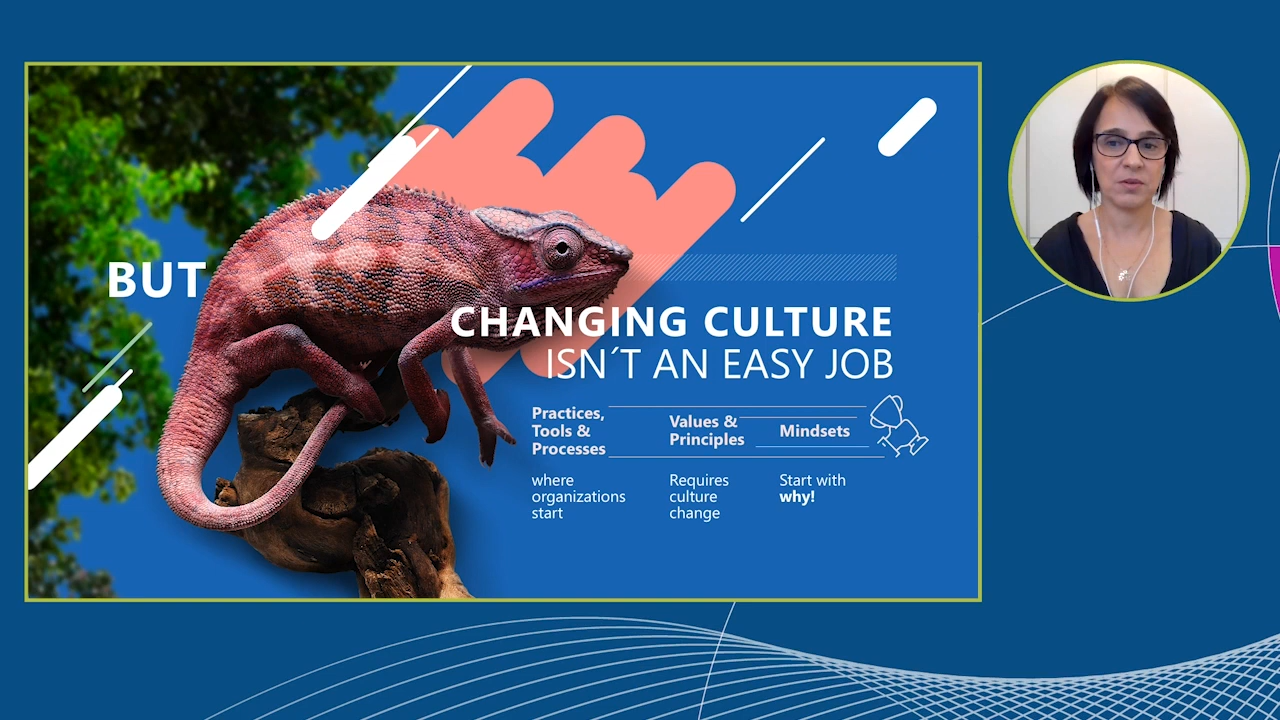 BUT
CHANGING CULTURE
ISN´T AN EASY JOB
Practices,
Tools &
Processes
where
organizations
start
Values &
Principles
Requires
culture
change
Mindsets
Start with
why!